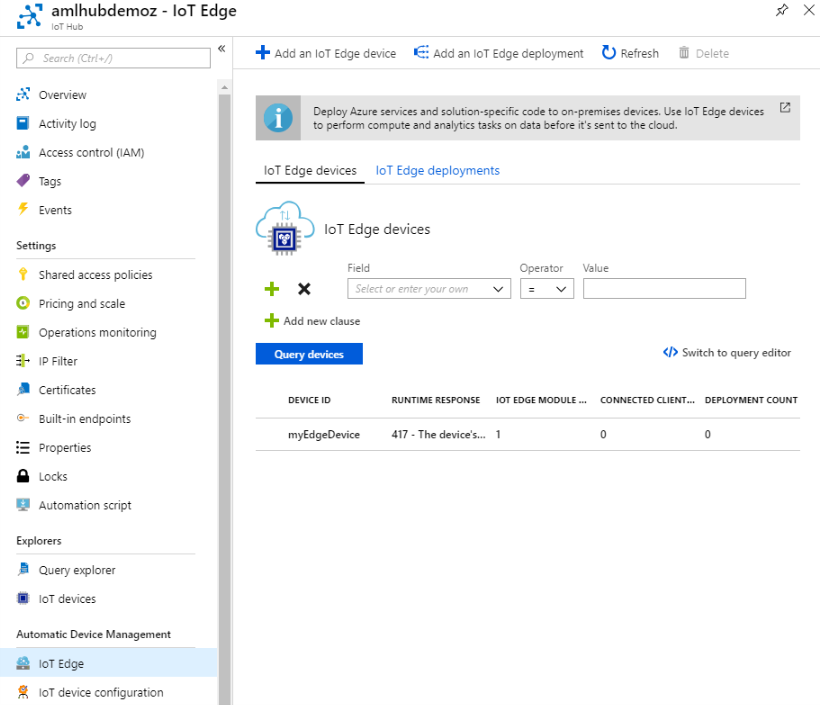 amlhubdemoz - IoT Edge
IoT Hub
Search (Ctrl+/)
«
Overview
Activity log
Access control (IAM)
Tags
Events
Settings
Shared access policies
Pricing and scale
Operations monitoring
IP Filter
Certificates
Built-in endpoints
Properties
Locks
Automation script
Explorers
Query explorer
IoT devices
Automatic Device Management
IoT Edge
IoT device configuration
Add an IoT Edge device Add an IoT Edge deployment Refresh Delete
Deploy Azure services and solution-specific code to on-premises devices. Use IoT Edge devices
to perform compute and analytics tasks on data before it's sent to the cloud.
IoT Edge devices IoT Edge deployments
IoT Edge devices
Field Operator Value
Select or enter your own =
Add new clause
Query devices </> Switch to query editor
DEVICE ID RUNTIME RESPONSE IOT EDGE MODULE ... CONNECTED CLIENT... DEPLOYMENT COUNT
myEdgeDevice 417 - The device's... 1 0 0